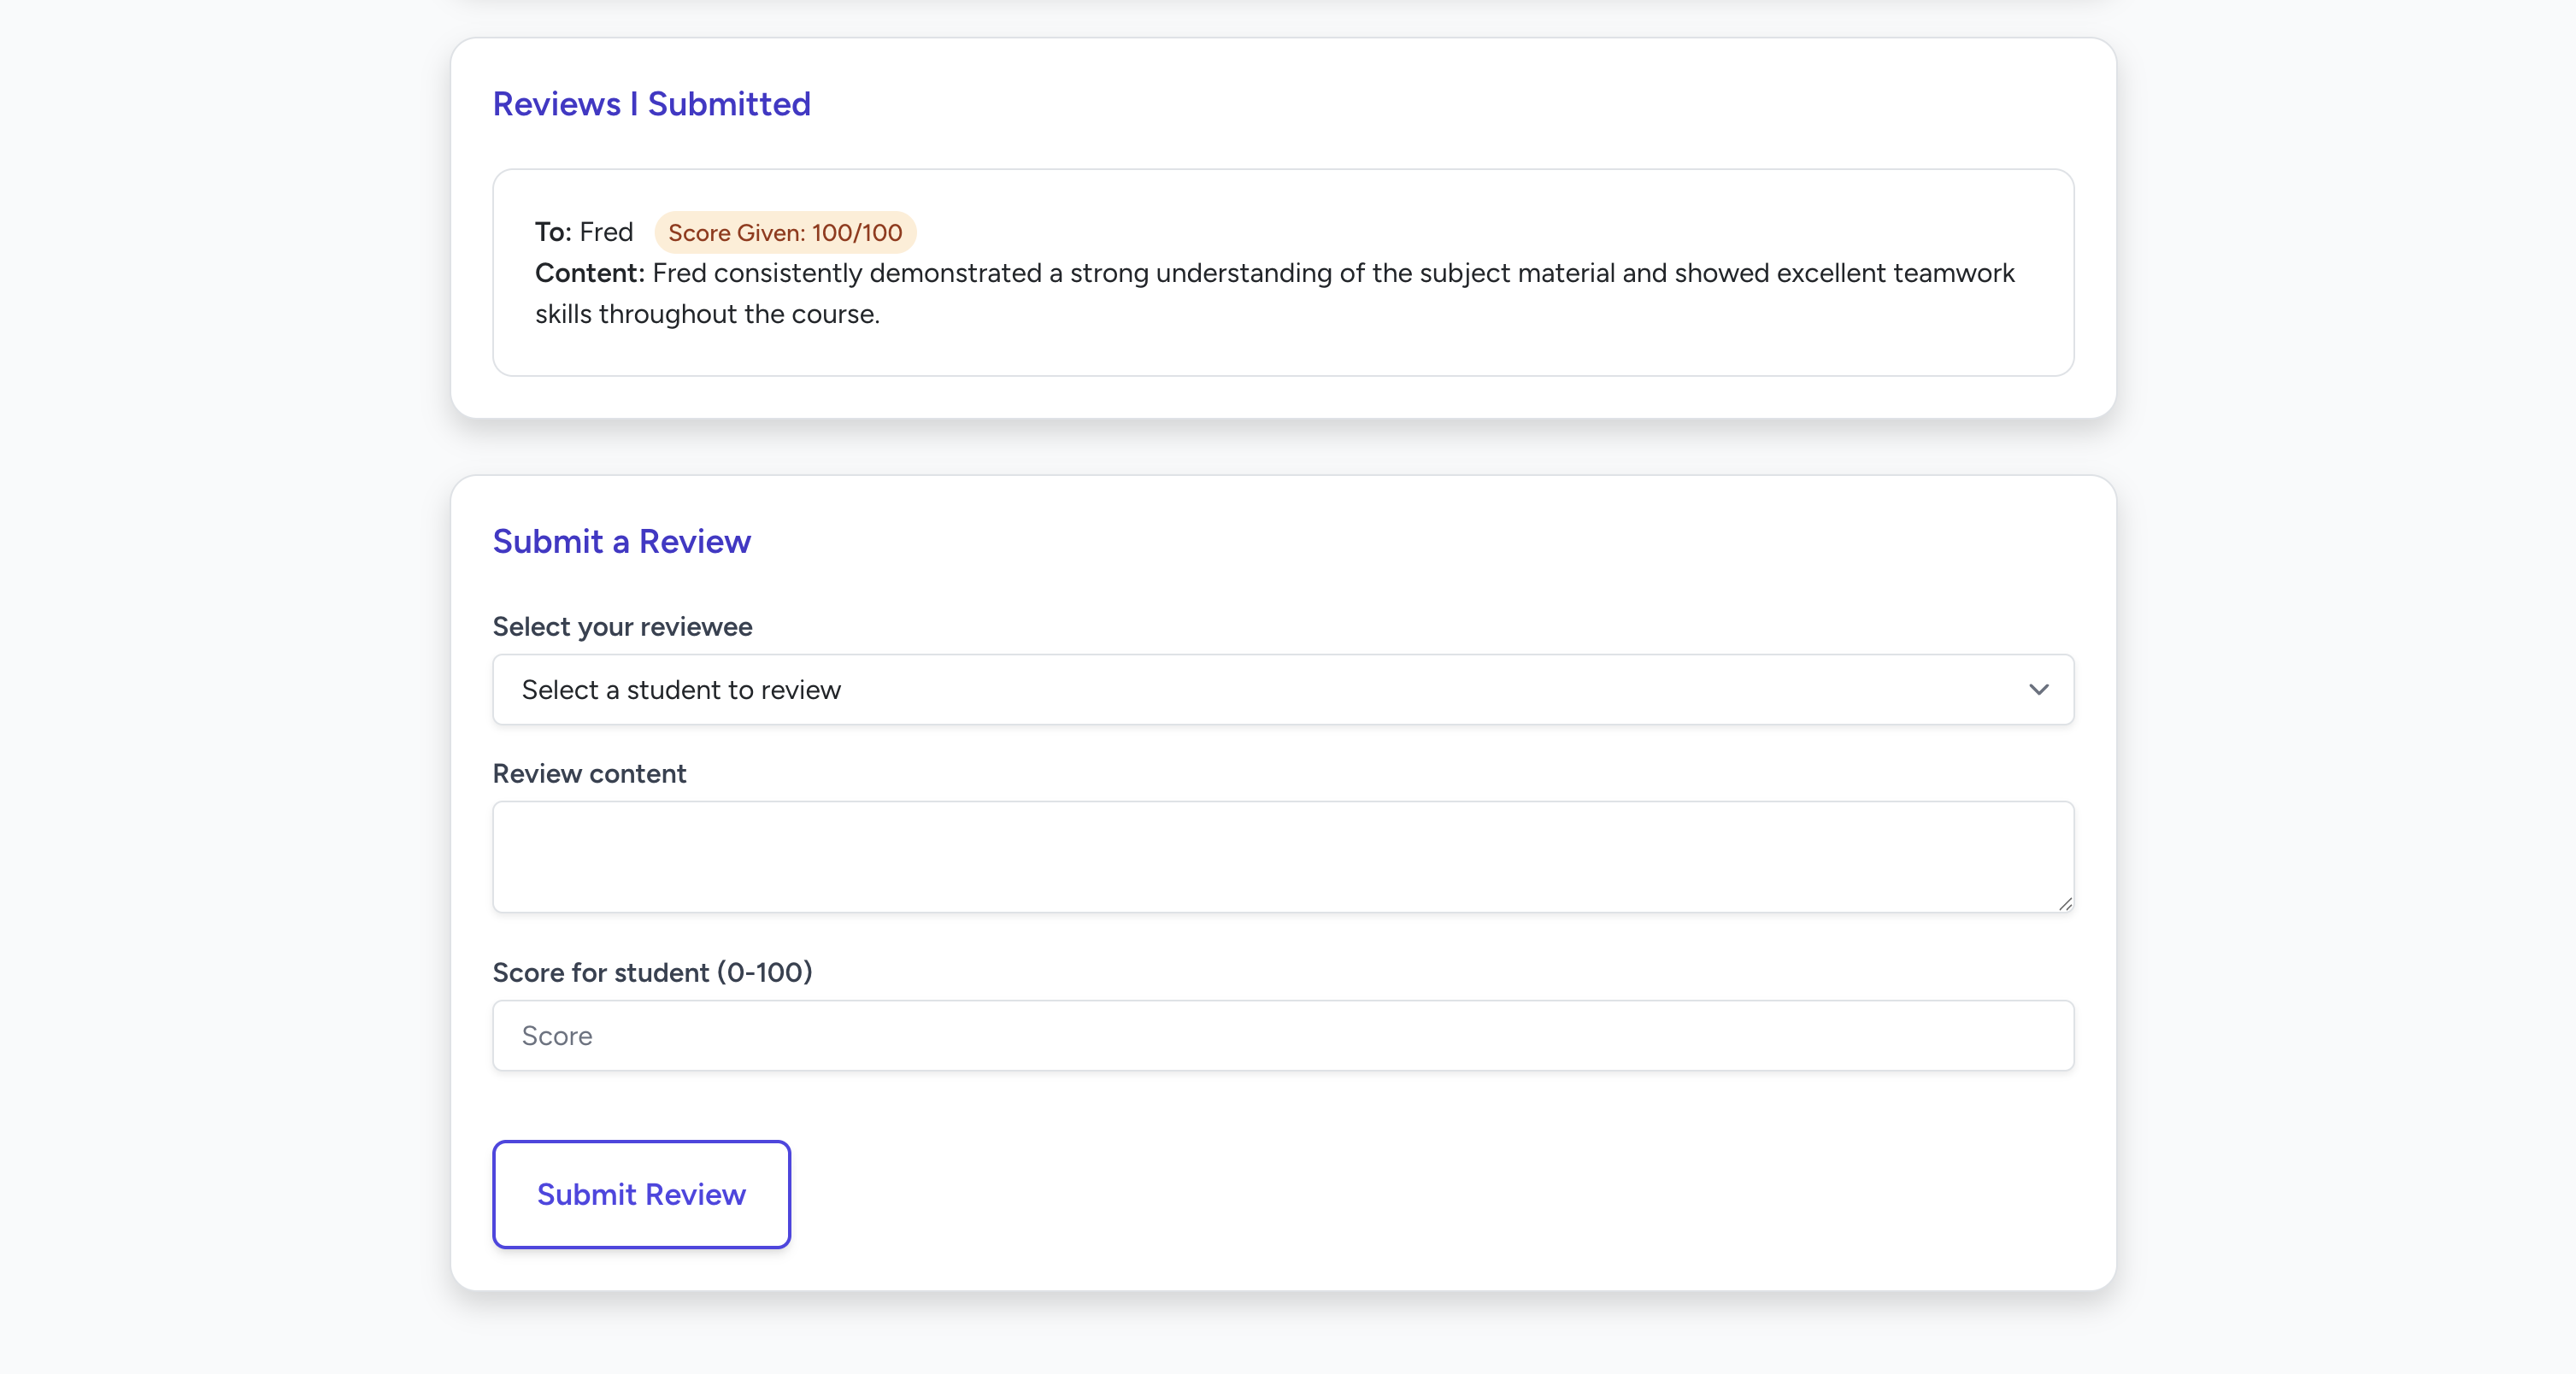 Reviews I Submitted
To: Fred Score Given: 100/100
Content: Fred consistently demonstrated a strong understanding of the subject material and showed excellent teamwork
skills throughout the course.
Submit a Review
Select your reviewee
Select a student to review
Review content
Score for student (0-100)
Score
Submit Review